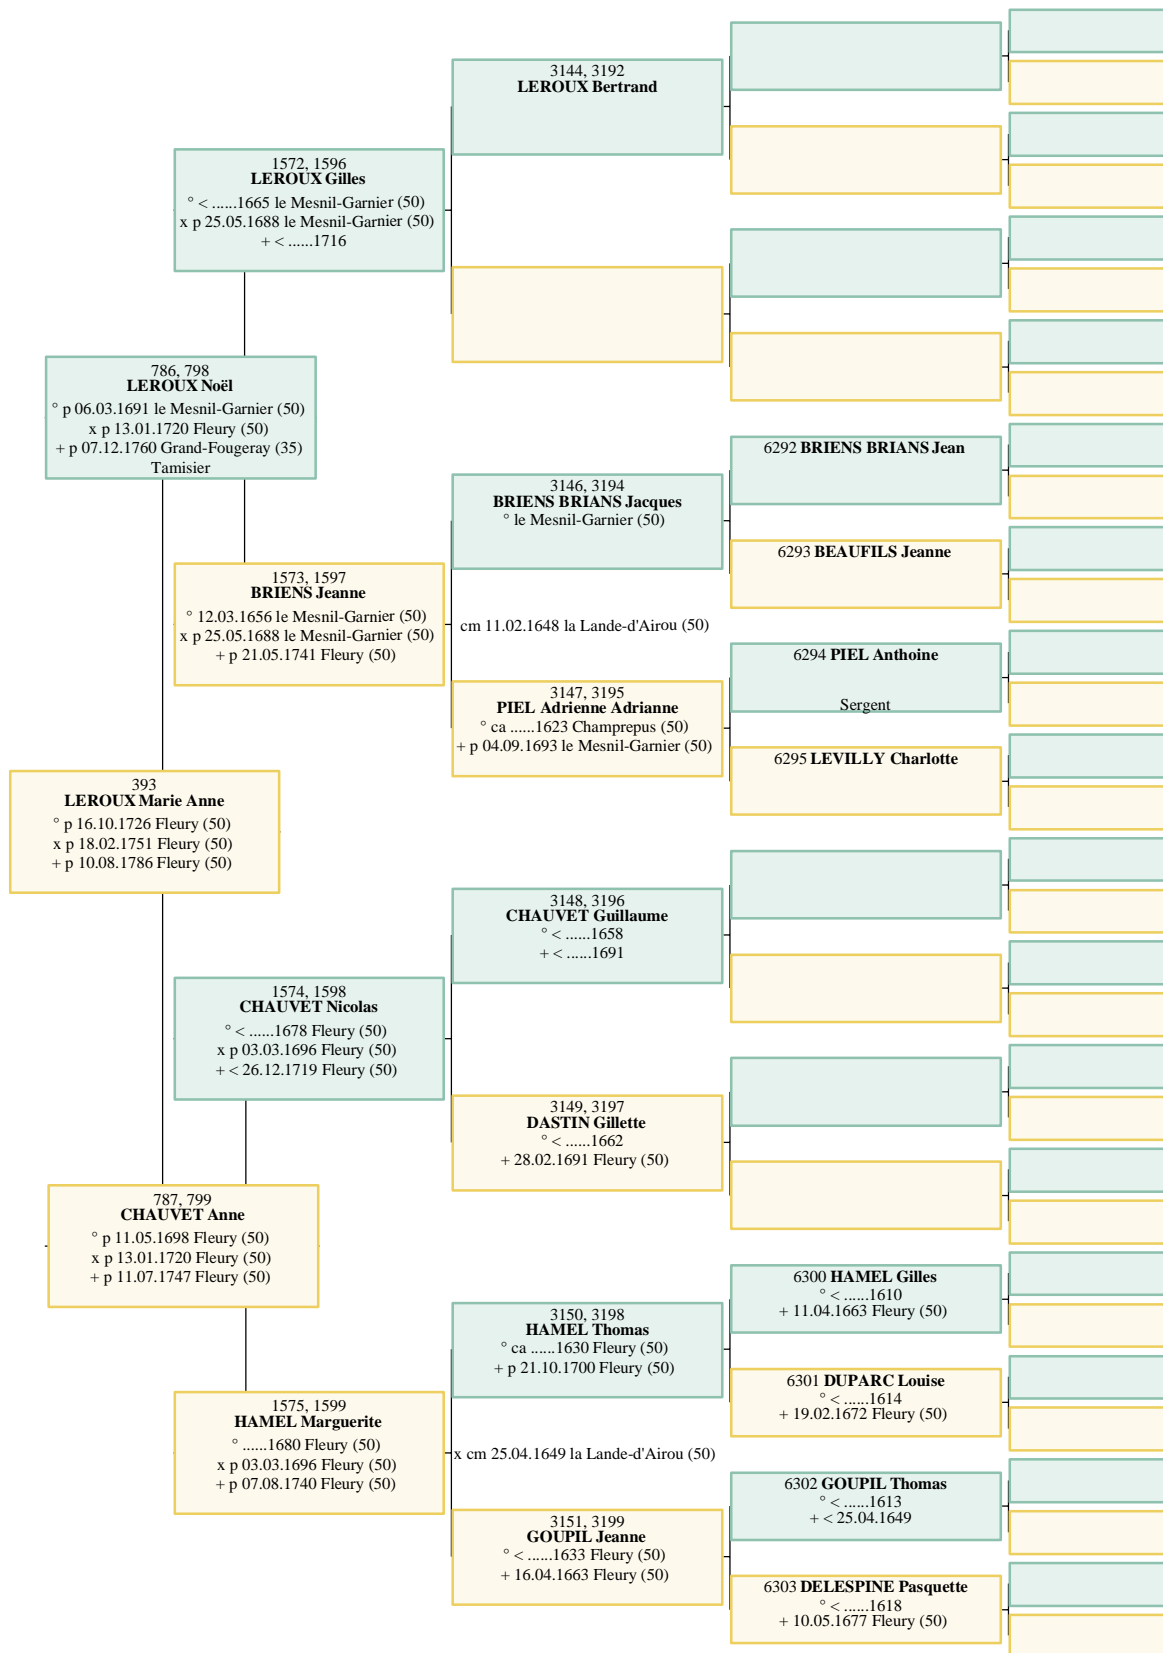 3144, 3192
LEROUX Bertrand
1572, 1596
LEROUX Gilles
° < ......1665 le Mesnil-Garnier (50)
x p 25.05.1688 le Mesnil-Garnier (50)
+ < ......1716
786, 798
LEROUX Noël
° p 06.03.1691 le Mesnil-Garnier (50)
x p 13.01.1720 Fleury (50)
+ p 07.12.1760 Grand-Fougeray (35)
Tamisier
6292 BRIENS BRIANS Jean
3146, 3194
BRIENS BRIANS Jacques
° le Mesnil-Garnier (50)
6293 BEAUFILS Jeanne
1573, 1597
BRIENS Jeanne
° 12.03.1656 le Mesnil-Garnier (50)
x p 25.05.1688 le Mesnil-Garnier (50)
+ p 21.05.1741 Fleury (50)
cm 11.02.1648 la Lande-d'Airou (50)
6294 PIEL Anthoine
Sergent
3147, 3195
PIEL Adrienne Adrianne
° ca ......1623 Champrepus (50)
+ p 04.09.1693 le Mesnil-Garnier (50)
6295 LEVILLY Charlotte
393
LEROUX Marie Anne
° p 16.10.1726 Fleury (50)
x p 18.02.1751 Fleury (50)
+ p 10.08.1786 Fleury (50)
3148, 3196
CHAUVET Guillaume
° < ......1658
+ < ......1691
1574, 1598
CHAUVET Nicolas
° < ......1678 Fleury (50)
x p 03.03.1696 Fleury (50)
+ < 26.12.1719 Fleury (50)
3149, 3197
DASTIN Gillette
° < ......1662
+ 28.02.1691 Fleury (50)
787, 799
CHAUVET Anne
° p 11.05.1698 Fleury (50)
x p 13.01.1720 Fleury (50)
+ p 11.07.1747 Fleury (50)
6300 HAMEL Gilles
° < ......1610
+ 11.04.1663 Fleury (50)
3150, 3198
HAMEL Thomas
° ca ......1630 Fleury (50)
+ p 21.10.1700 Fleury (50)
6301 DUPARC Louise
° < ......1614
+ 19.02.1672 Fleury (50)
1575, 1599
HAMEL Marguerite
° ......1680 Fleury (50)
x p 03.03.1696 Fleury (50)
+ p 07.08.1740 Fleury (50)
x cm 25.04.1649 la Lande-d'Airou (50)
6302 GOUPIL Thomas
° < ......1613
+ < 25.04.1649
3151, 3199
GOUPIL Jeanne
° < ......1633 Fleury (50)
+ 16.04.1663 Fleury (50)
6303 DELESPINE Pasquette
° < ......1618
+ 10.05.1677 Fleury (50)